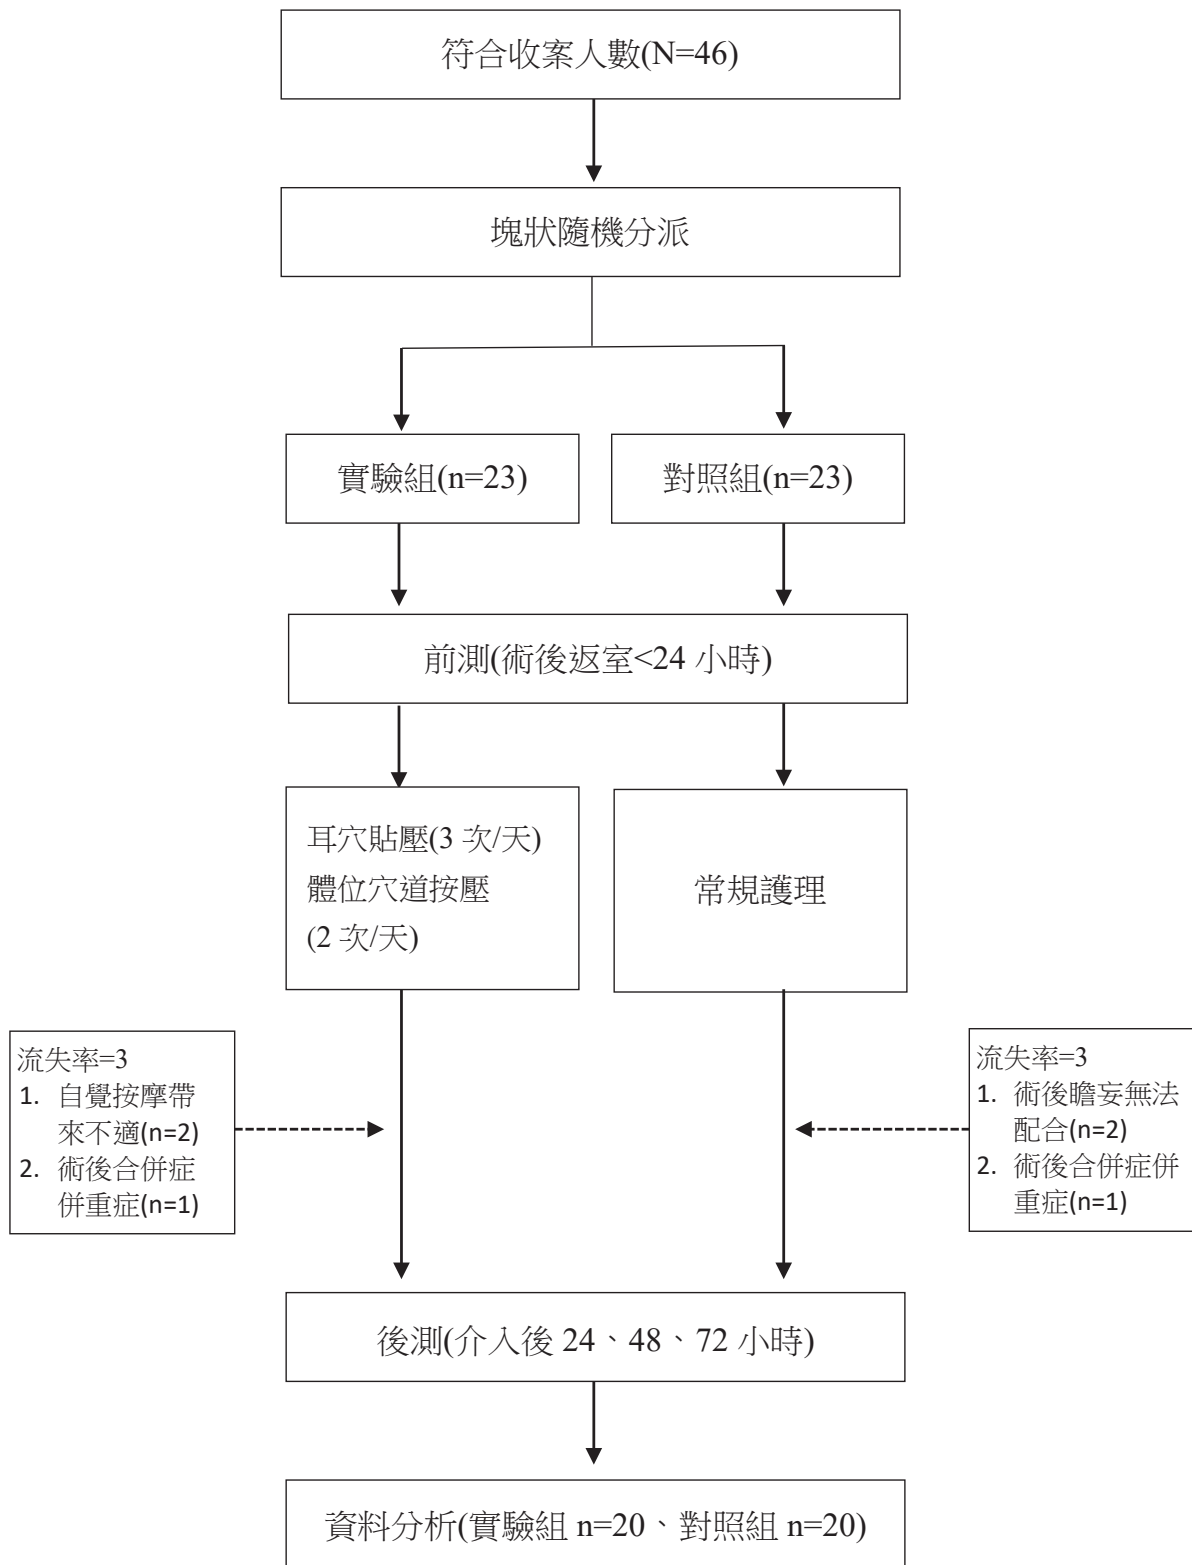 符合收案人數(N=46)
塊狀隨機分派
實驗組(n=23)
對照組(n=23)
前測(術後返室<24 小時)
耳穴貼壓(3 次/天)
體位穴道按壓
(2 次/天)
常規護理
流失率=3
1. 自覺按摩帶
來不適(n=2)
2. 術後合併症
併重症(n=1)
流失率=3
1. 術後瞻妄無法
配合(n=2)
2. 術後合併症併
重症(n=1)
後測(介入後 24、48、72 小時)
資料分析(實驗組 n=20、對照組 n=20)